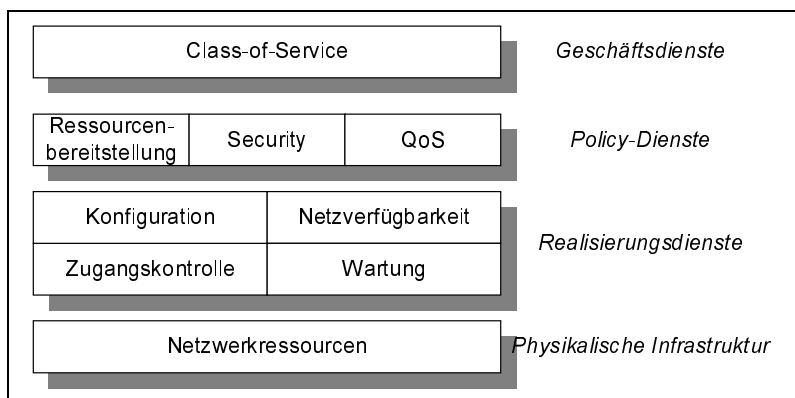 Class-of-Service
Geschäftsdienste
Ressourcen-
bereitstellung
Security
QoS
Policy-Dienste
Konfiguration
Netzverfügbarkeit
Zugangskontrolle
Wartung
Realisierungsdienste
Netzwerkressourcen
Physikalische Infrastruktur